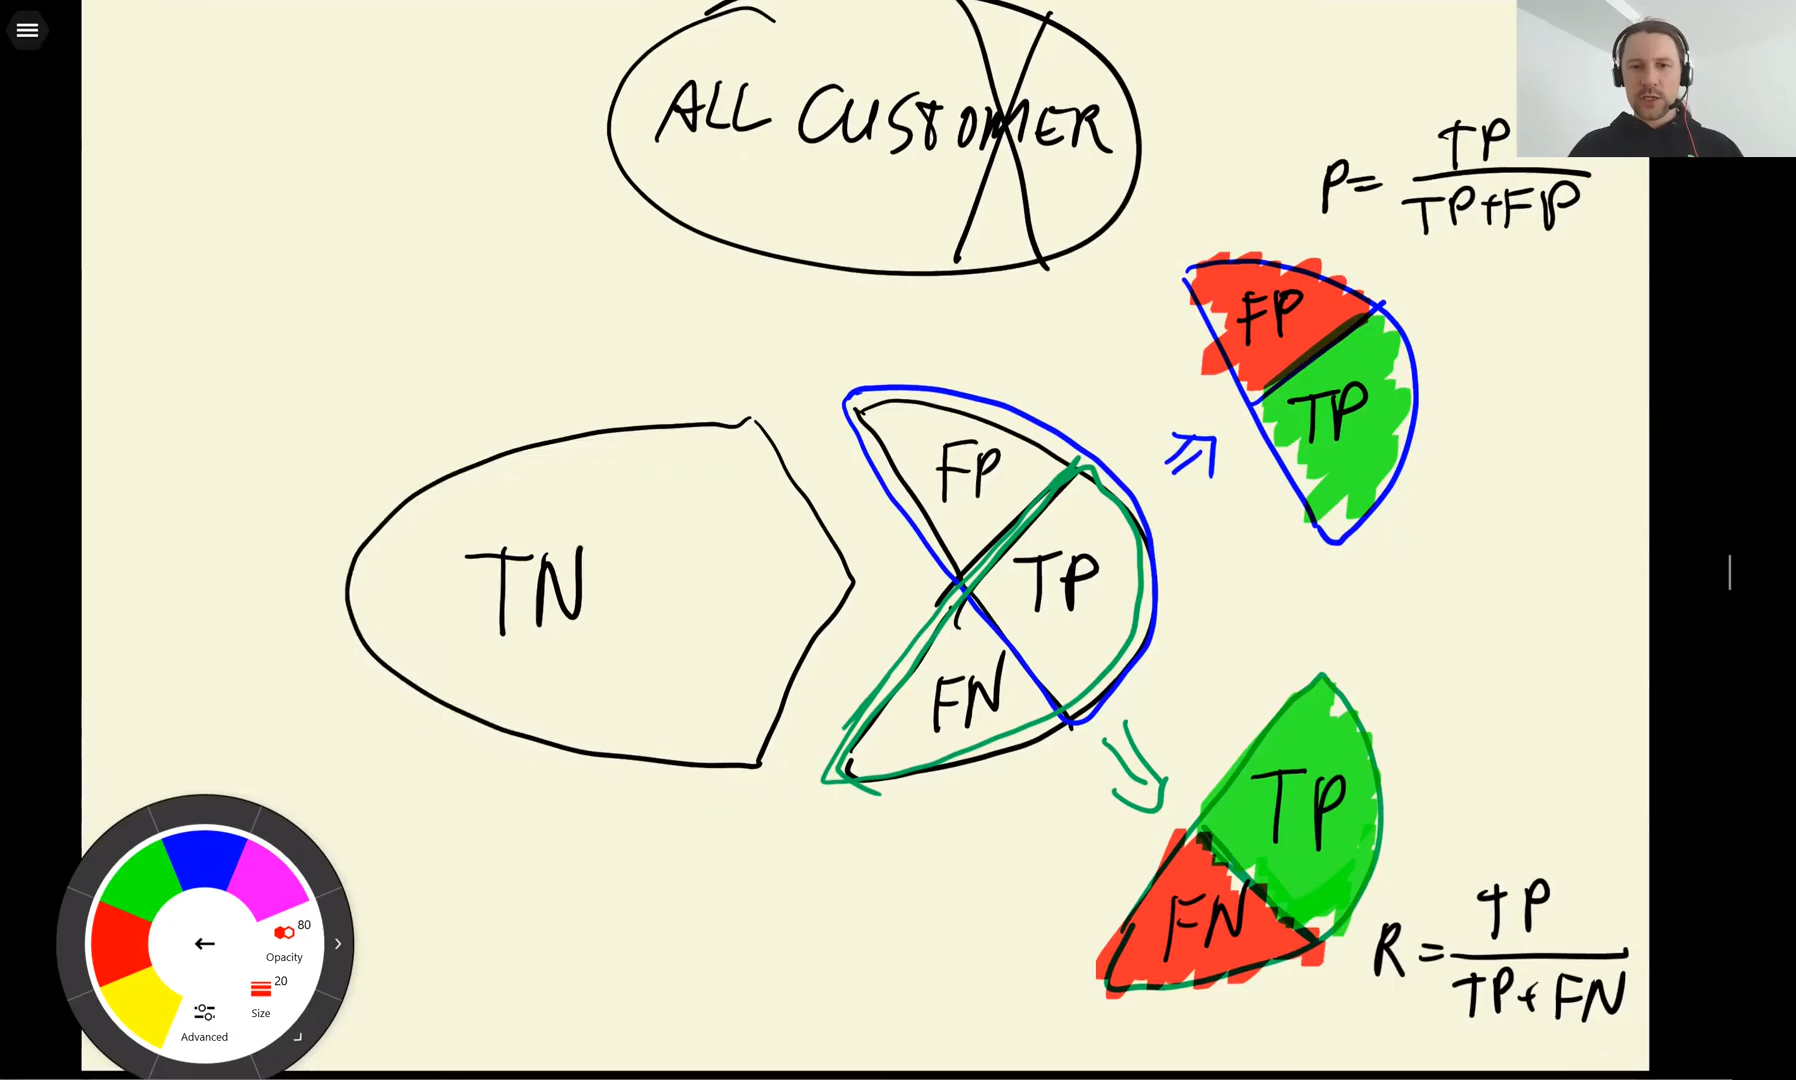 ALL CUSTOMER
P= TP
TP+FP
FP
TP
FP
TN
TP
FN
TP
FN
R= TP
TP+FN
80
Opacity
20
Size
Advanced